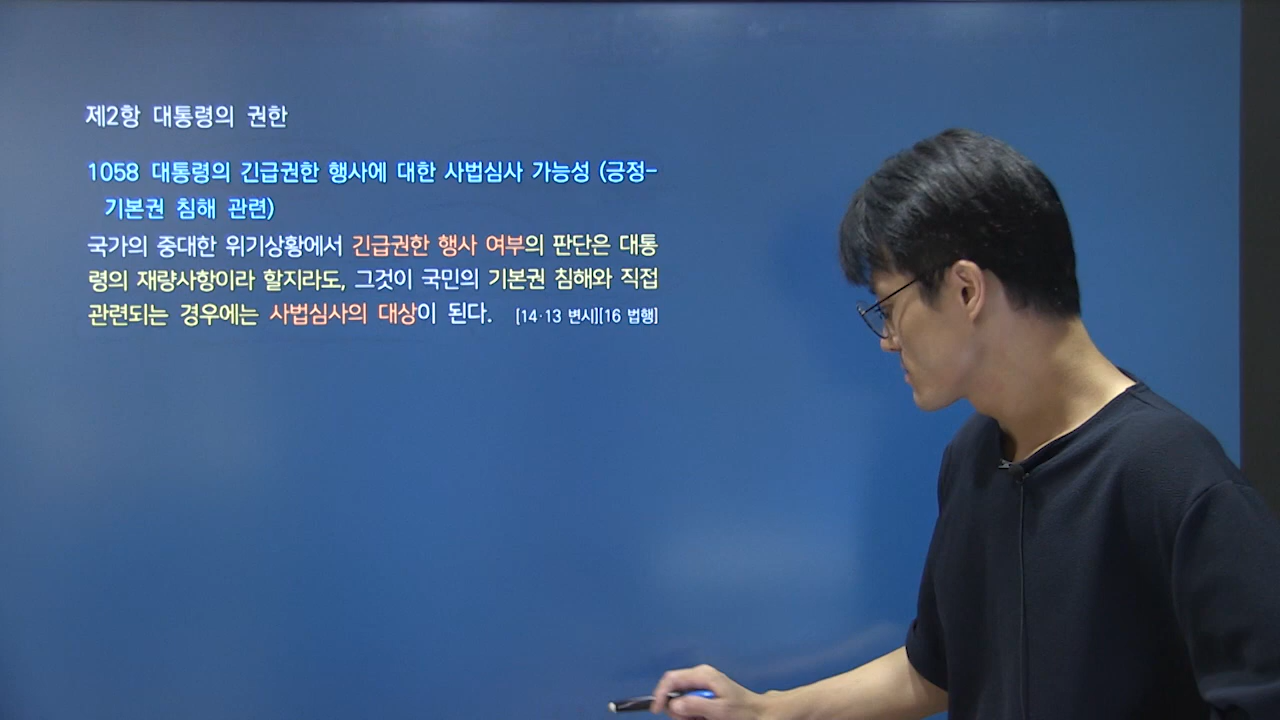 제2항 대통령의 권한
1058 대통령의 긴급권한 행사에 대한 사법심사 가능성 (긍정-
기본권 침해 관련)
국가의 중대한 위기상황에서 긴급권한 행사 여부의 판단은 대통
령의 재량사항이라 할지라도, 그것이 국민의 기본권 침해와 직접
관련되는 경우에는 사법심사의 대상이 된다. [14·13 변시][16 법행]